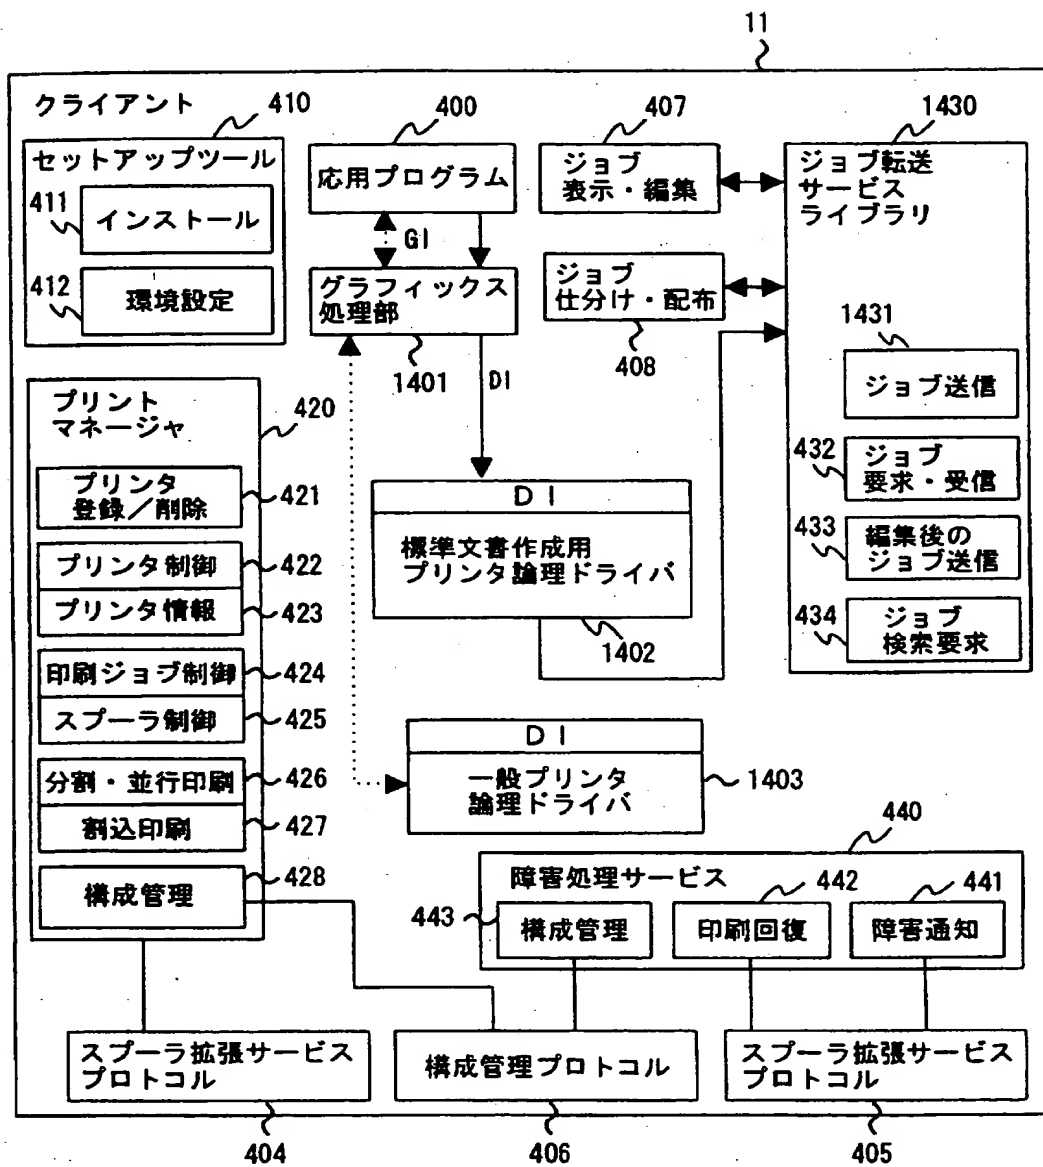 11
クライアント
410
400
407
1430
セットアップツール
411
インストール
412
環境設定
応用プログラム
GI
グラフィックス
処理部
1401
DI
ジョブ
表示・編集
ジョブ
仕分け・配布
408
ジョブ転送
サービス
ライブラリ
1431
ジョブ送信
432
ジョブ
要求・受信
433
編集後の
ジョブ送信
434
ジョブ
検索要求
プリント
マネージャ
420
プリンタ
登録/削除
421
プリンタ制御
422
プリンタ情報
423
印刷ジョブ制御
424
スプーラ制御
425
分割・並行印刷
426
割込印刷
427
構成管理
428
DI
標準文書作成用
プリンタ論理ドライバ
1402
DI
一般プリンタ
論理ドライバ
1403
440
障害処理サービス
442
441
443
構成管理
印刷回復
障害通知
スプーラ拡張サービス
プロトコル
構成管理プロトコル
スプーラ拡張サービス
プロトコル
404
406
405